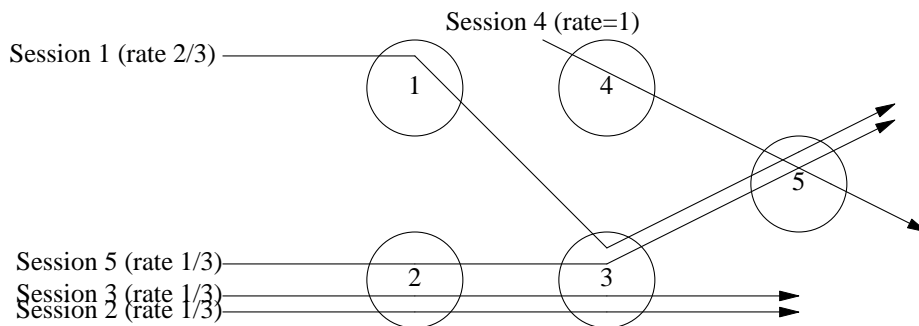 Session 4 (rate=1)
Session 1 (rate 2/3)
1
4
5
Session 5 (rate 1/3)
2
3
Session 3 (rate 1/3)
Session 2 (rate 1/3)